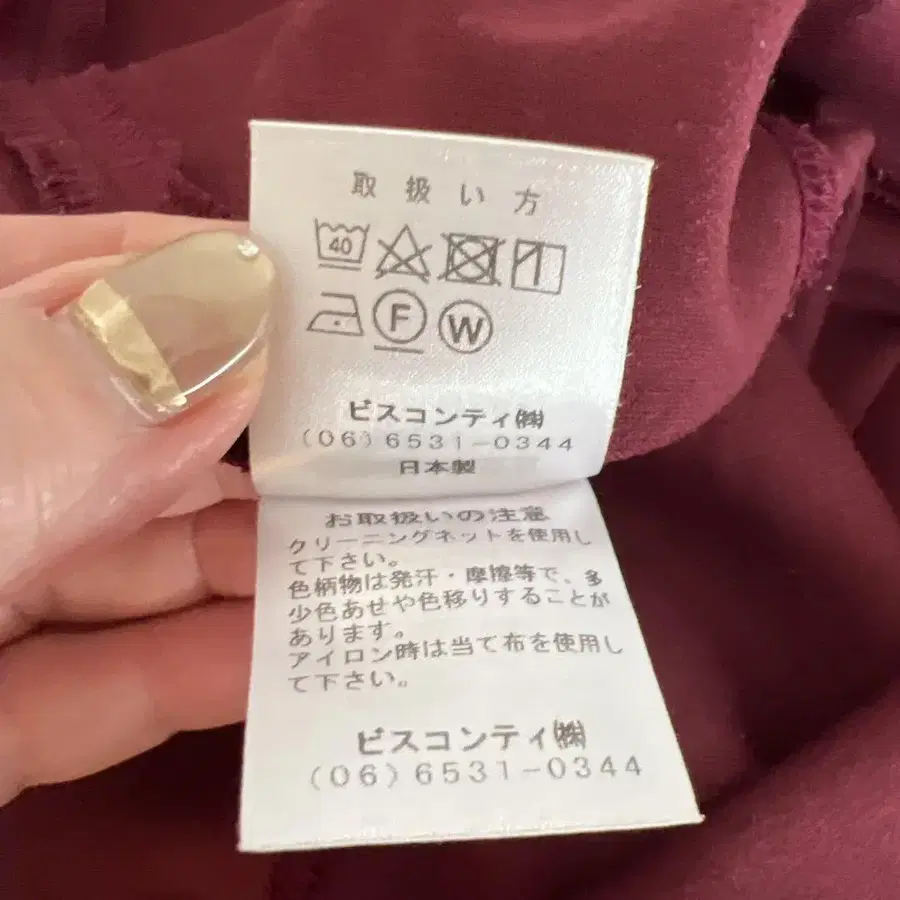 取扱い方
40
F W
ビスコンティ㈱
(06)6531-0344
日本製
お取扱いの注意
クリーニングネットを使用し
て下さい。
色柄物は発汗・摩擦等で、多
少色あせや色移りすることが
あります。
アイロン時は当て布を使用し
て下さい。
ビスコンティ㈱
(06)6531-0344